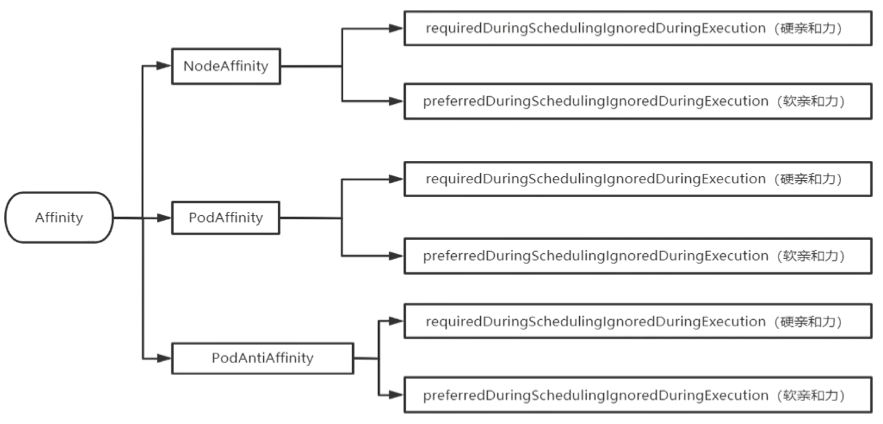 Affinity
NodeAffinity
requiredDuringSchedulingIgnoredDuringExecution（硬亲和力）
preferredDuringSchedulingIgnoredDuringExecution（软亲和力）
PodAffinity
requiredDuringSchedulingIgnoredDuringExecution（硬亲和力）
preferredDuringSchedulingIgnoredDuringExecution（软亲和力）
PodAntiAffinity
requiredDuringSchedulingIgnoredDuringExecution（硬亲和力）
preferredDuringSchedulingIgnoredDuringExecution（软亲和力）